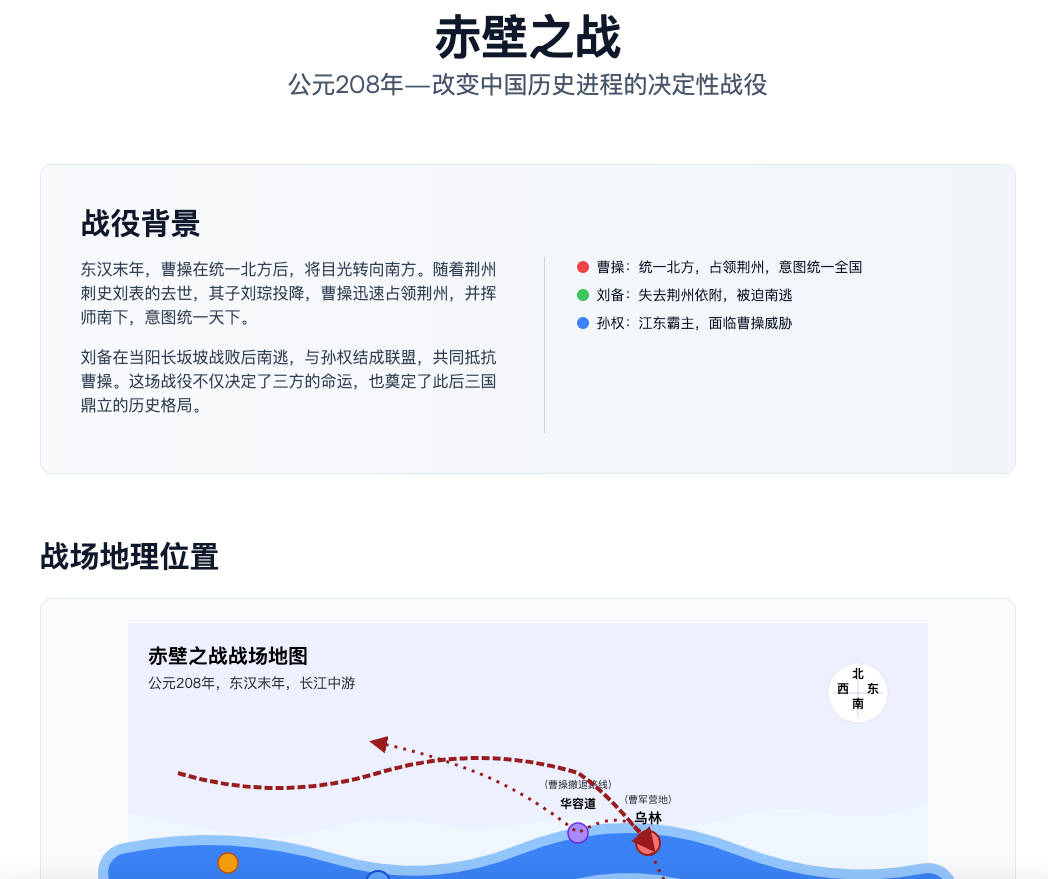 赤壁之战
公元208年—改变中国历史进程的决定性战役
战役背景
东汉末年，曹操在统一北方后，将目光转向南方。随着荆州
刺史刘表的去世，其子刘琮投降，曹操迅速占领荆州，并挥
师南下，意图统一天下。
刘备在当阳长坂坡战败后南逃，与孙权结成联盟，共同抵抗
曹操。这场战役不仅决定了三方的命运，也奠定了此后三国
鼎立的历史格局。
曹操：统一北方，占领荆州，意图统一全国
刘备：失去荆州依附，被迫南逃
孙权：江东霸主，面临曹操威胁
战场地理位置
赤壁之战战场地图
公元208年，东汉末年，长江中游
北
西 东
南
(曹操撤退路线)
华容道
(曹军营地)
乌林